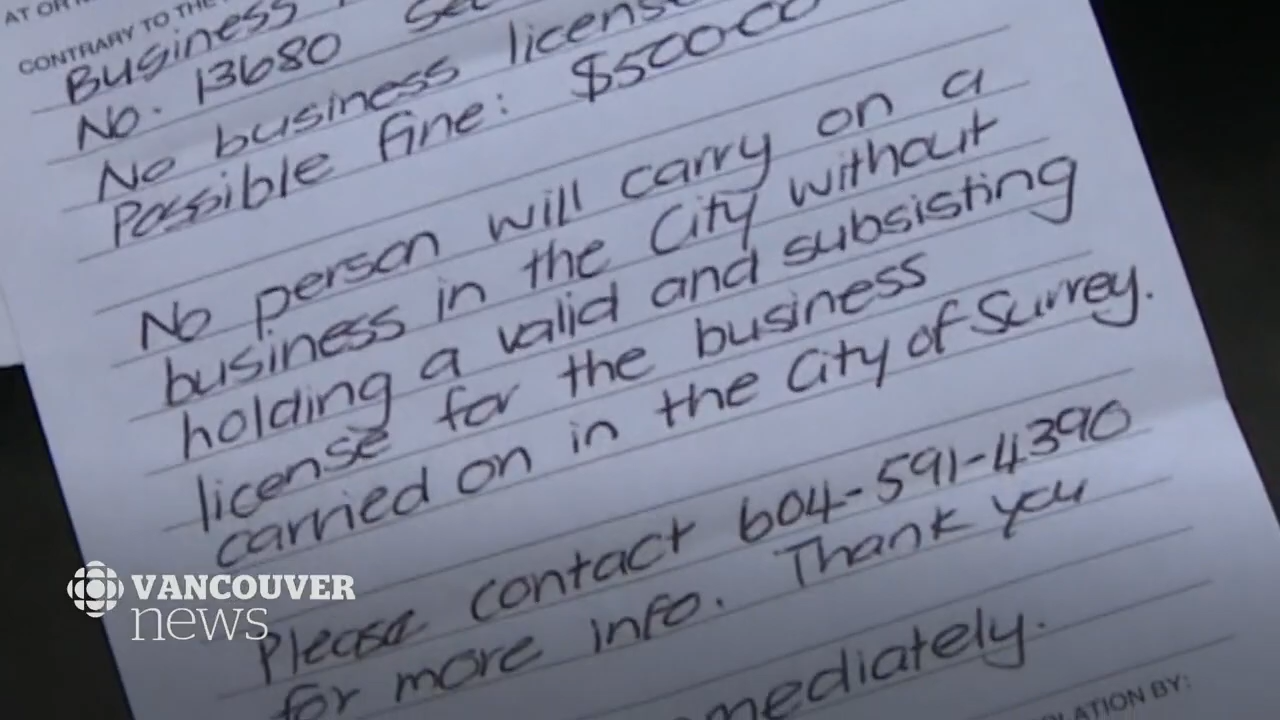 AT OR N
CONTRARY TO THE
Business
No. 13680 Sec
No business license
Possible fine: $500.00
No person will carry on a
business in the City without
holding a valid and subsisting
license for the business
carried on in the City of Surrey.
Please contact 604-591-4390
for more info. Thank you
mediately.
LATION BY:
VANCOUVER
news